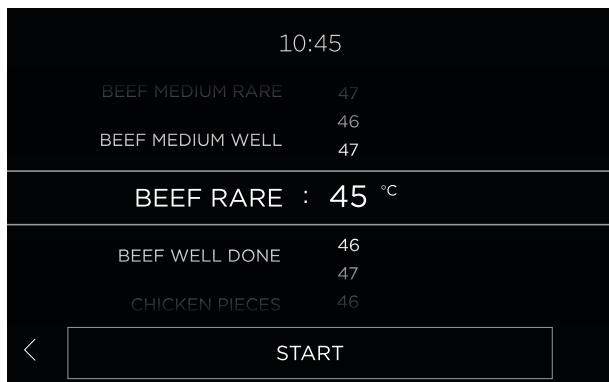 10:45
BEEF MEDIUM RARE 47
46
BEEF MEDIUM WELL 47
BEEF RARE : 45 °C
BEEF WELL DONE 46
47
CHICKEN PIECES 46
START